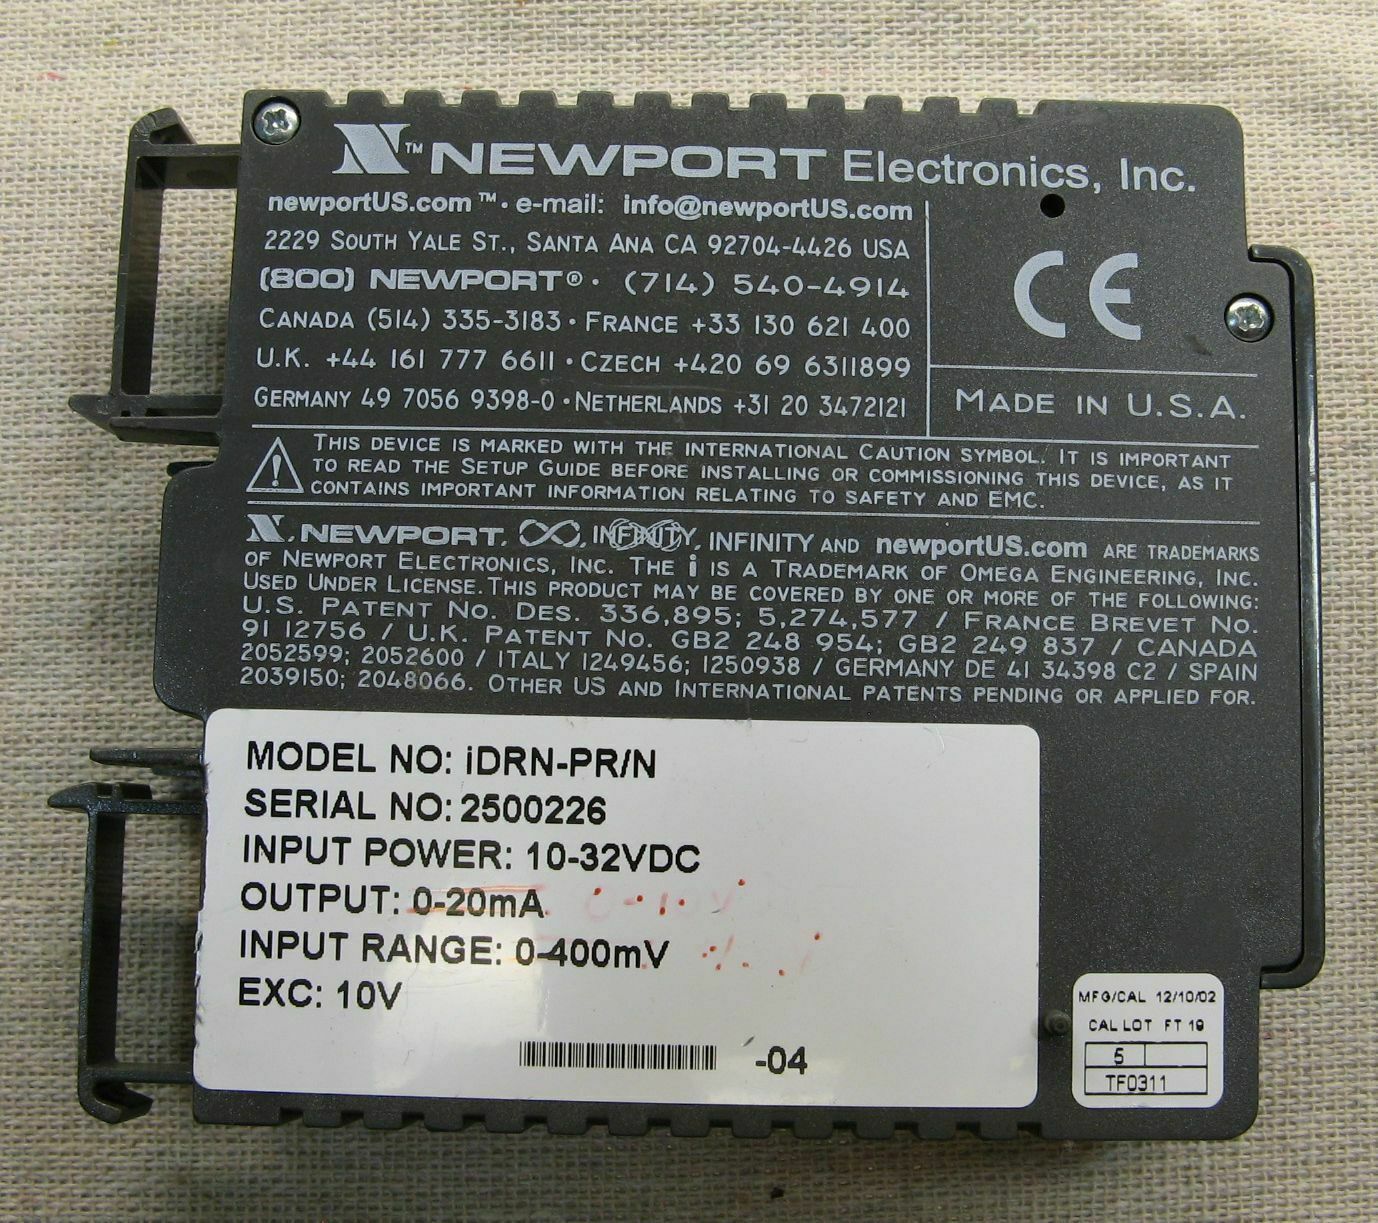 N™ NEWPORT Electronics, Inc.
newportUS.com™ • e-mail: info@newportUS.com
2229 SOUTH YALE ST., SANTA ANA CA 92704-4426 USA
(800) NEWPORT® • (714) 540-4914
CANADA (514) 335-3183 • FRANCE +33 130 621 400
U.K. +44 161 777 6611 • CZECH +420 69 6311899
GERMANY 49 7056 9398-0 • NETHERLANDS +31 20 3472121
CE
MADE IN U.S.A.
THIS DEVICE IS MARKED WITH THE INTERNATIONAL CAUTION SYMBOL. IT IS IMPORTANT
TO READ THE SETUP GUIDE BEFORE INSTALLING OR COMMISSIONING THIS DEVICE, AS IT
CONTAINS IMPORTANT INFORMATION RELATING TO SAFETY AND EMC.
N, NEWPORT, ∞, INFINITY, INFINITY AND newportUS.com ARE TRADEMARKS
OF NEWPORT ELECTRONICS, INC. THE i IS A TRADEMARK OF OMEGA ENGINEERING, INC.
USED UNDER LICENSE. THIS PRODUCT MAY BE COVERED BY ONE OR MORE OF THE FOLLOWING:
U.S. PATENT NO. DES. 336,895; 5,274,577 / FRANCE BREVET NO.
91 12756 / U.K. PATENT NO. GB2 248 954; GB2 249 837 / CANADA
2052599; 2052600 / ITALY 1249456; 1250938 / GERMANY DE 41 34398 C2 / SPAIN
2039150; 2048066. OTHER US AND INTERNATIONAL PATENTS PENDING OR APPLIED FOR.
MODEL NO: iDRN-PR/N
SERIAL NO: 2500226
INPUT POWER: 10-32VDC
OUTPUT: 0-20mA
INPUT RANGE: 0-400mV
EXC: 10V
-04
MFG/CAL 12/10/02
CAL LOT FT 19
5
TF0311